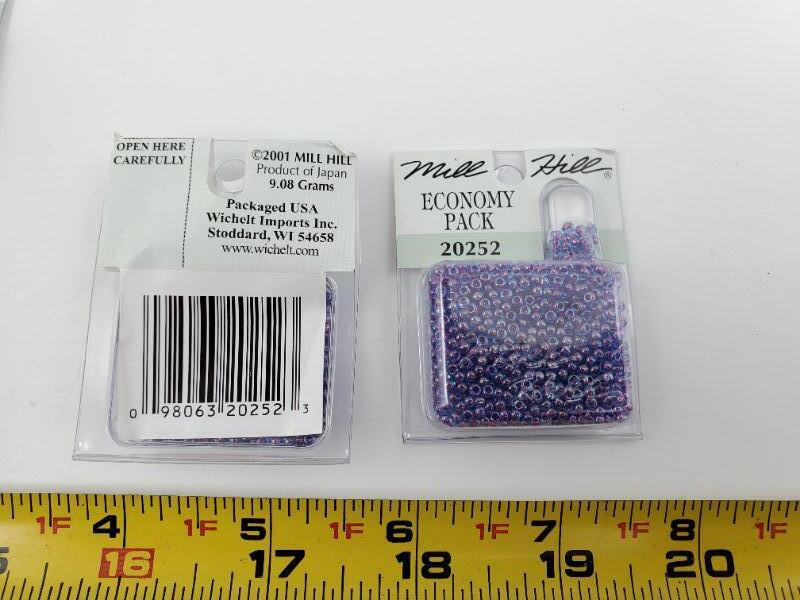 OPEN HERE
CAREFULLY
©2001 MILL HILL
Product of Japan
9.08 Grams
Packaged USA
Wichelt Imports Inc.
Stoddard, WI 54658
www.wichelt.com
0 98063 20252 3
Mill Hill®
ECONOMY
PACK
20252
1F 4 1F 5 1F 6 1F 7 1F 8 1F
16 17 18 19 20